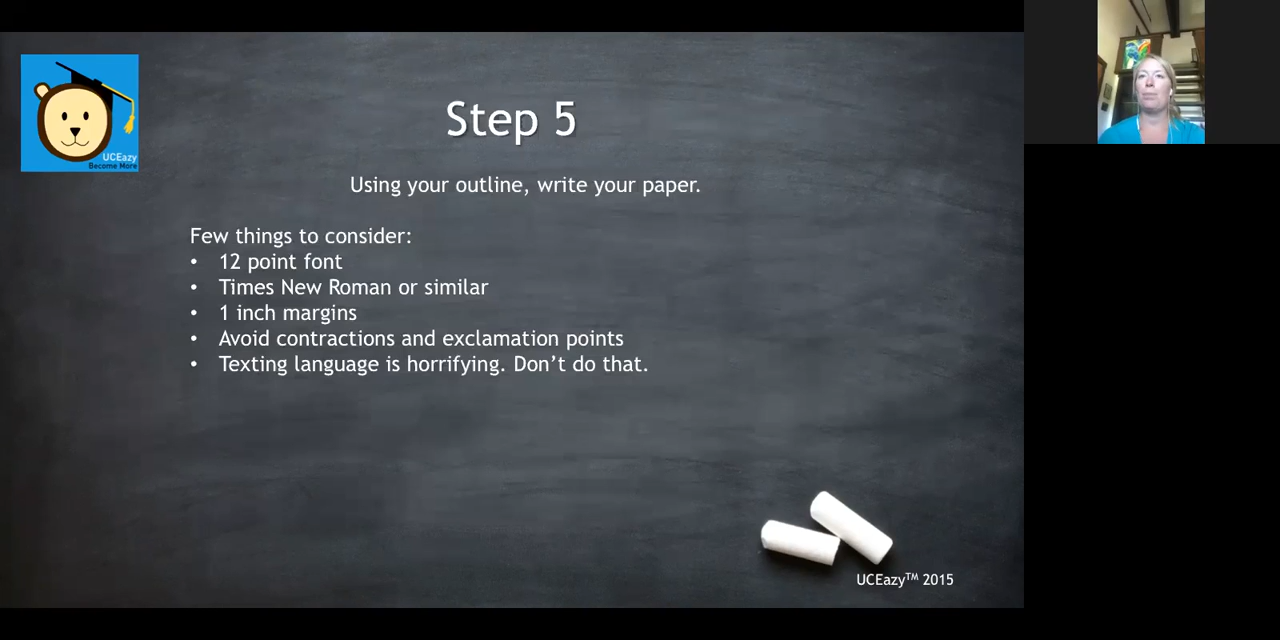 UCEazy
Become More
Step 5
Using your outline, write your paper.
Few things to consider:
• 12 point font
• Times New Roman or similar
• 1 inch margins
• Avoid contractions and exclamation points
• Texting language is horrifying. Don’t do that.
UCEazy™ 2015